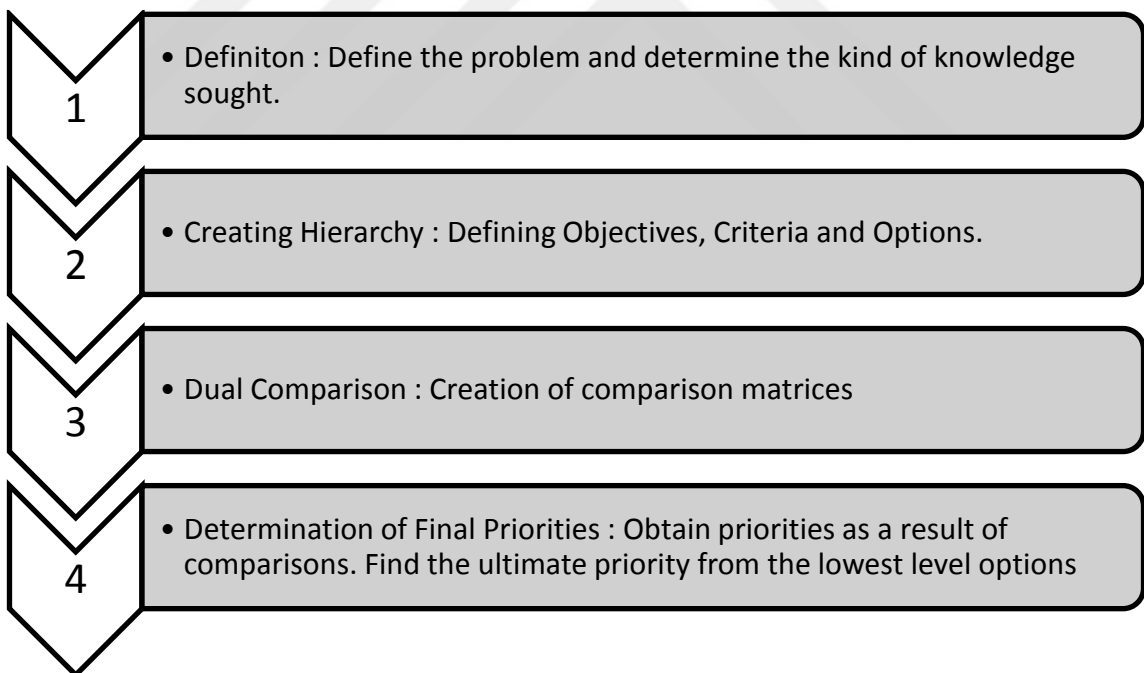 1
• Definiton : Define the problem and determine the kind of knowledge
sought.
2
• Creating Hierarchy : Defining Objectives, Criteria and Options.
3
• Dual Comparison : Creation of comparison matrices
4
• Determination of Final Priorities : Obtain priorities as a result of
comparisons. Find the ultimate priority from the lowest level options